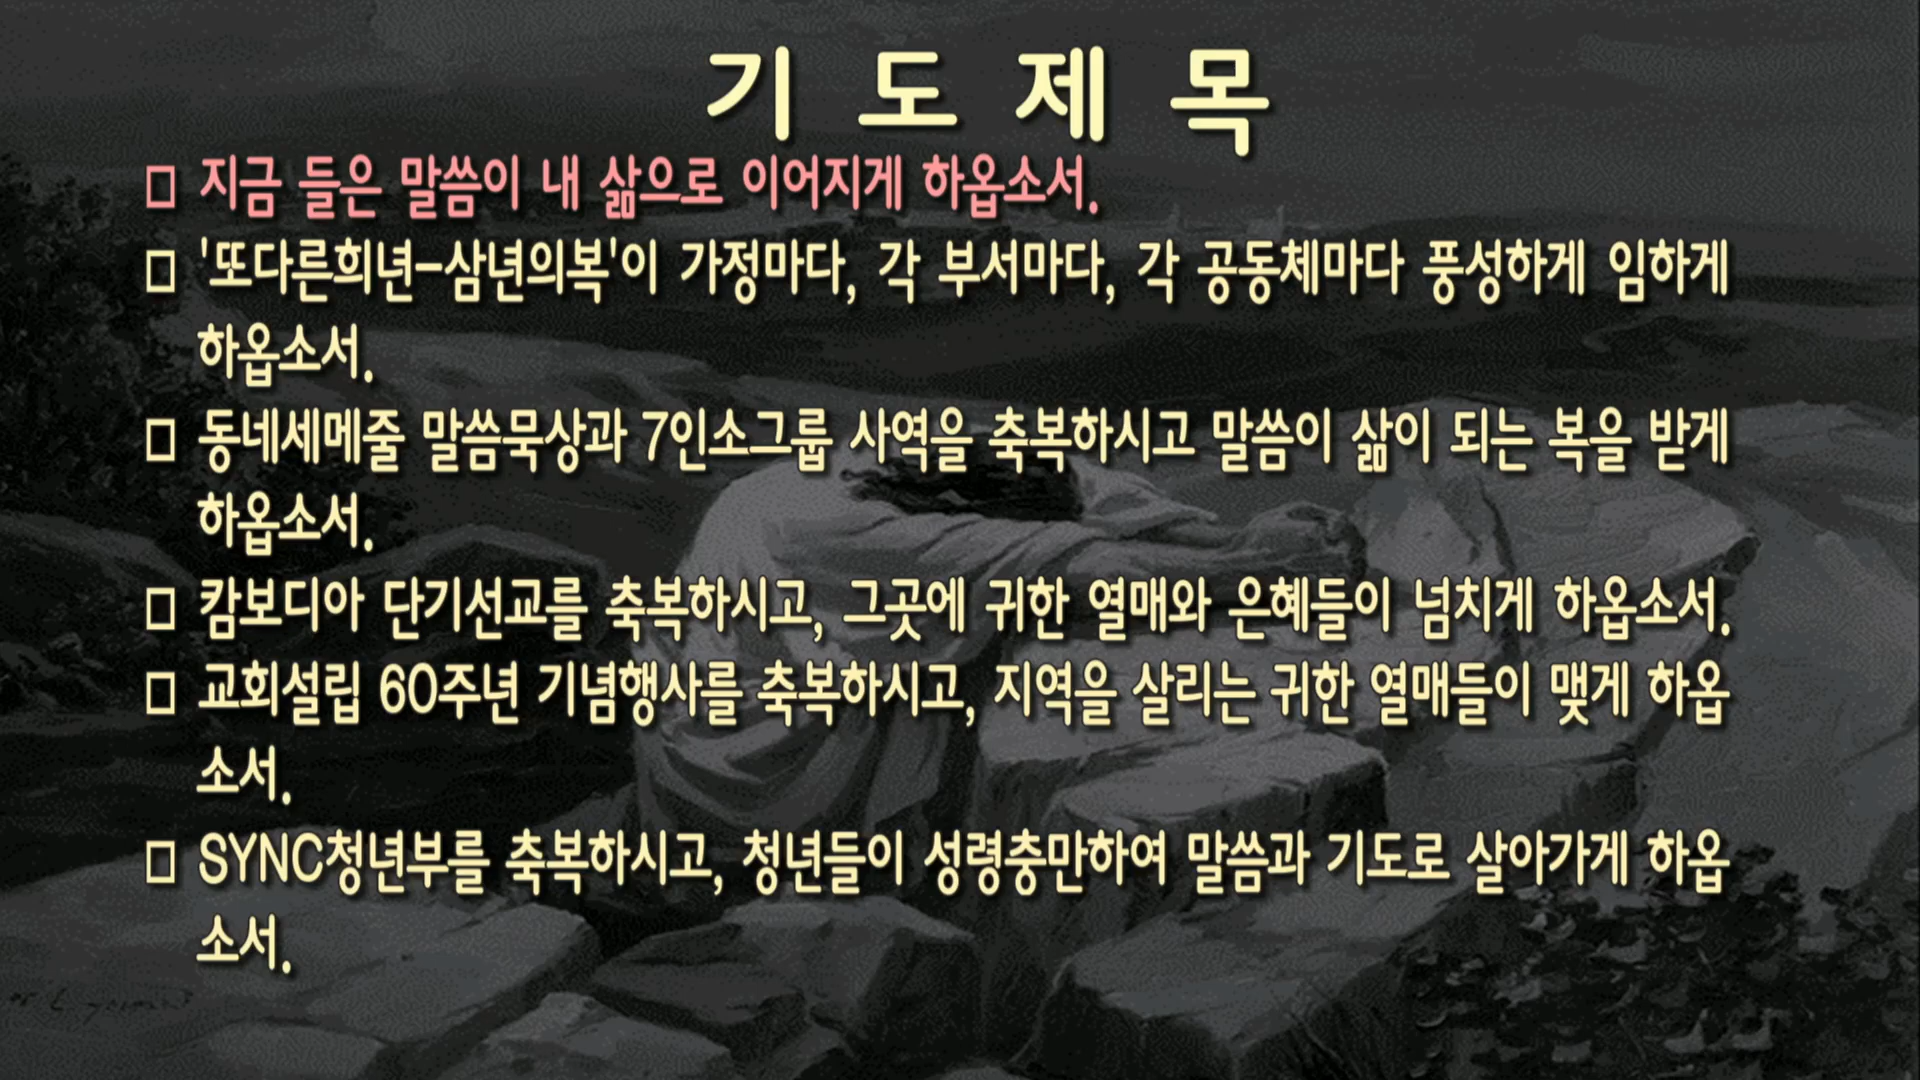 기 도 제 목
□ 지금 들은 말씀이 내 삶으로 이어지게 하옵소서.
□ '또다른희년-삼년의복'이 가정마다, 각 부서마다, 각 공동체마다 풍성하게 임하게
하옵소서.
□ 동네세메줄 말씀묵상과 7인소그룹 사역을 축복하시고 말씀이 삶이 되는 복을 받게
하옵소서.
□ 캄보디아 단기선교를 축복하시고, 그곳에 귀한 열매와 은혜들이 넘치게 하옵소서.
□ 교회설립 60주년 기념행사를 축복하시고, 지역을 살리는 귀한 열매들이 맺게 하옵
소서.
□ SYNC청년부를 축복하시고, 청년들이 성령충만하여 말씀과 기도로 살아가게 하옵
소서.